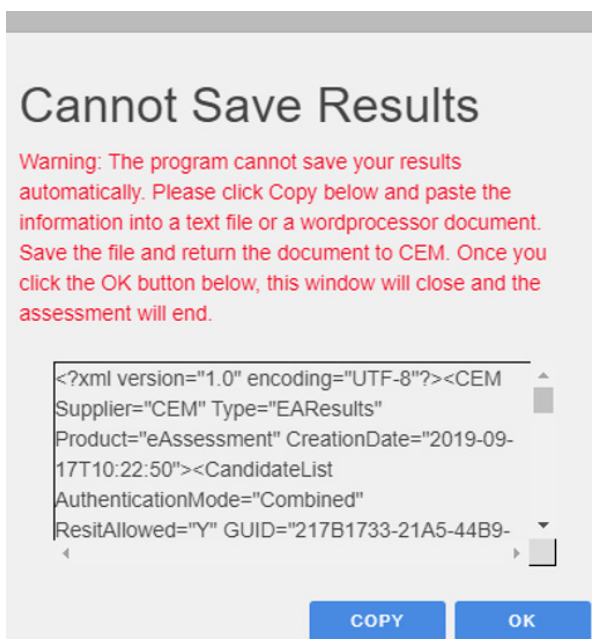 Cannot Save Results
Warning: The program cannot save your results
automatically. Please click Copy below and paste the
information into a text file or a wordprocessor document.
Save the file and return the document to CEM. Once you
click the OK button below, this window will close and the
assessment will end.
<?xml version="1.0" encoding="UTF-8"?><CEM
Supplier="CEM" Type="EAResults"
Product="eAssessment" CreationDate="2019-09-
17T10:22:50"><CandidateList
AuthenticationMode="Combined"
ResitAllowed="Y" GUID="217B1733-21A5-44B9-
COPY OK